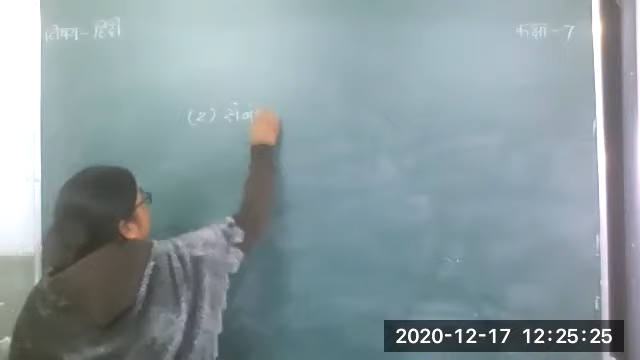 विषय - हिंदी
कक्षा - 7
(2)
2020-12-17 12:25:25